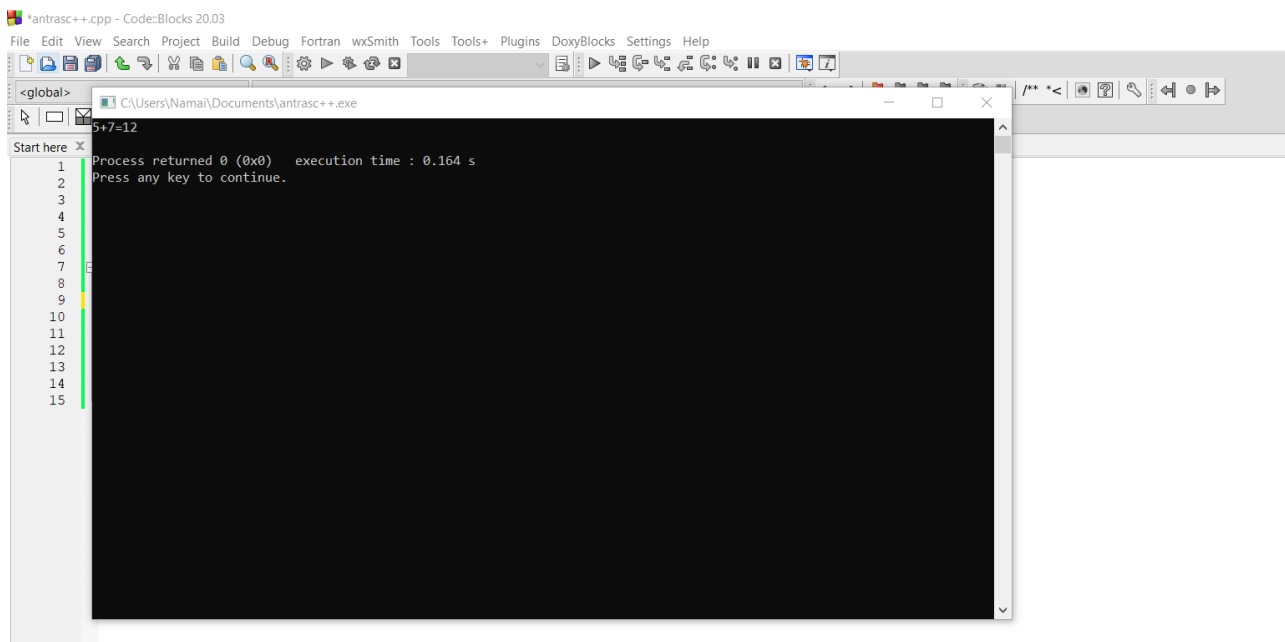 *antrasc++.cpp - Code::Blocks 20.03
File Edit View Search Project Build Debug Fortran wxSmith Tools Tools+ Plugins DoxyBlocks Settings Help
<global>
/** *<
C:\Users\Namai\Documents\antrasc++.exe
5+7=12
Start here
Process returned 0 (0x0) execution time : 0.164 s
Press any key to continue.
1
2
3
4
5
6
7
8
9
10
11
12
13
14
15